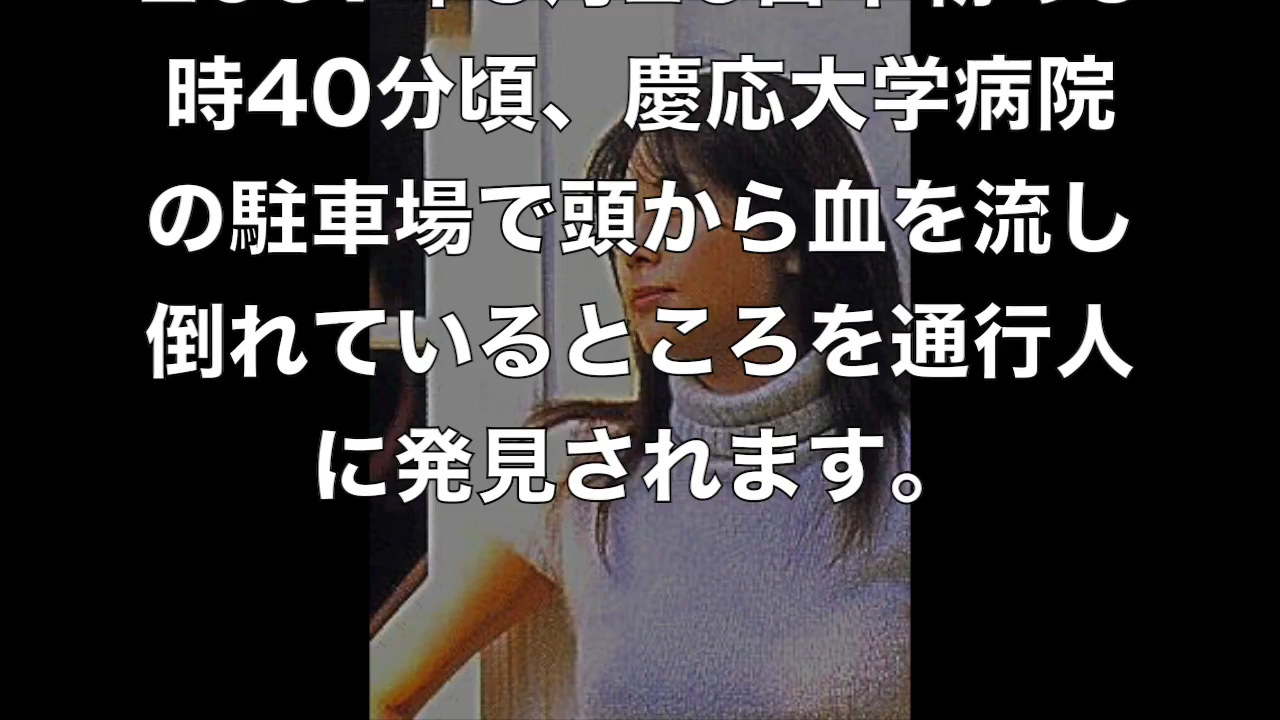 時40分頃、慶応大学病院
の駐車場で頭から血を流し
倒れているところを通行人
に発見されます。